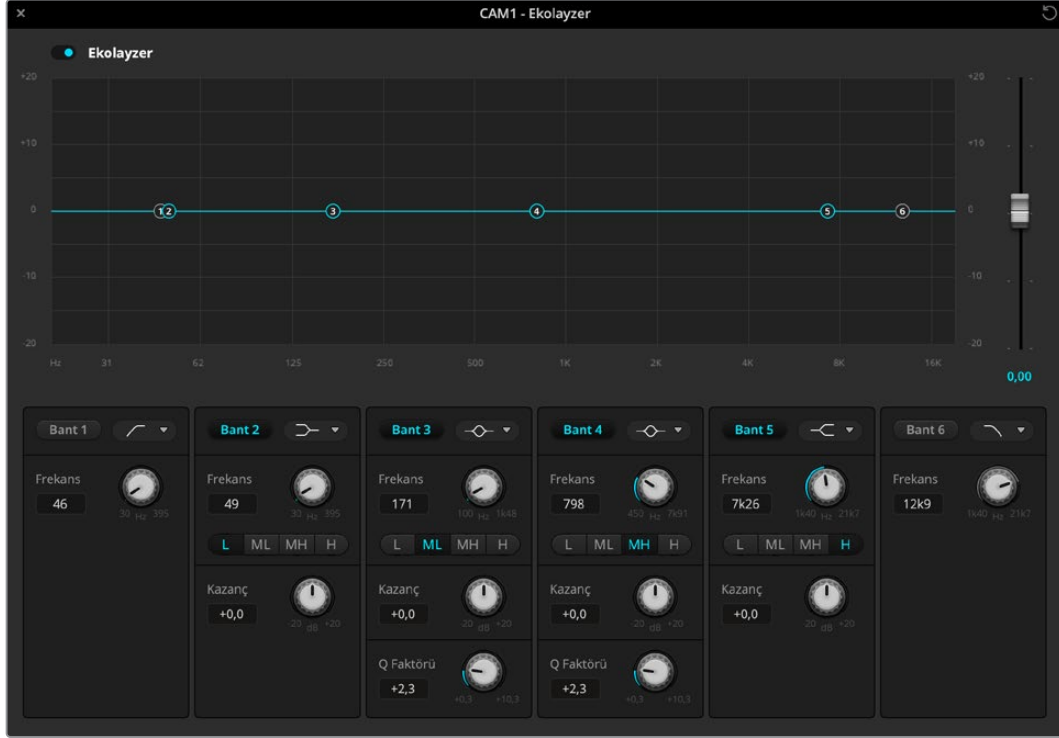 CAM1 - Ekolayzer
Ekolayzer
+20 +20
+10 +10
0 1 2 3 4 5 6 0
-10 -10
-20 -20
Hz 31 62 125 250 500 1K 2K 4K 8K 16K
0,00
Bant 1 Bant 2 Bant 3 Bant 4 Bant 5 Bant 6
Frekans Frekans Frekans Frekans Frekans Frekans
46 49 171 798 7k26 12k9
30 Hz 395 30 Hz 395 100 Hz 1k48 450 Hz 7k91 1k40 Hz 21k7 1k40 Hz 21k7
L ML MH H L ML MH H L ML MH H L ML MH H
Kazanç Kazanç Kazanç Kazanç
+0,0 +0,0 +0,0 +0,0
-20 dB +20 -20 dB +20 -20 dB +20 -20 dB +20
Q Faktörü Q Faktörü
+2,3 +2,3
+0,3 +10,3 +0,3 +10,3